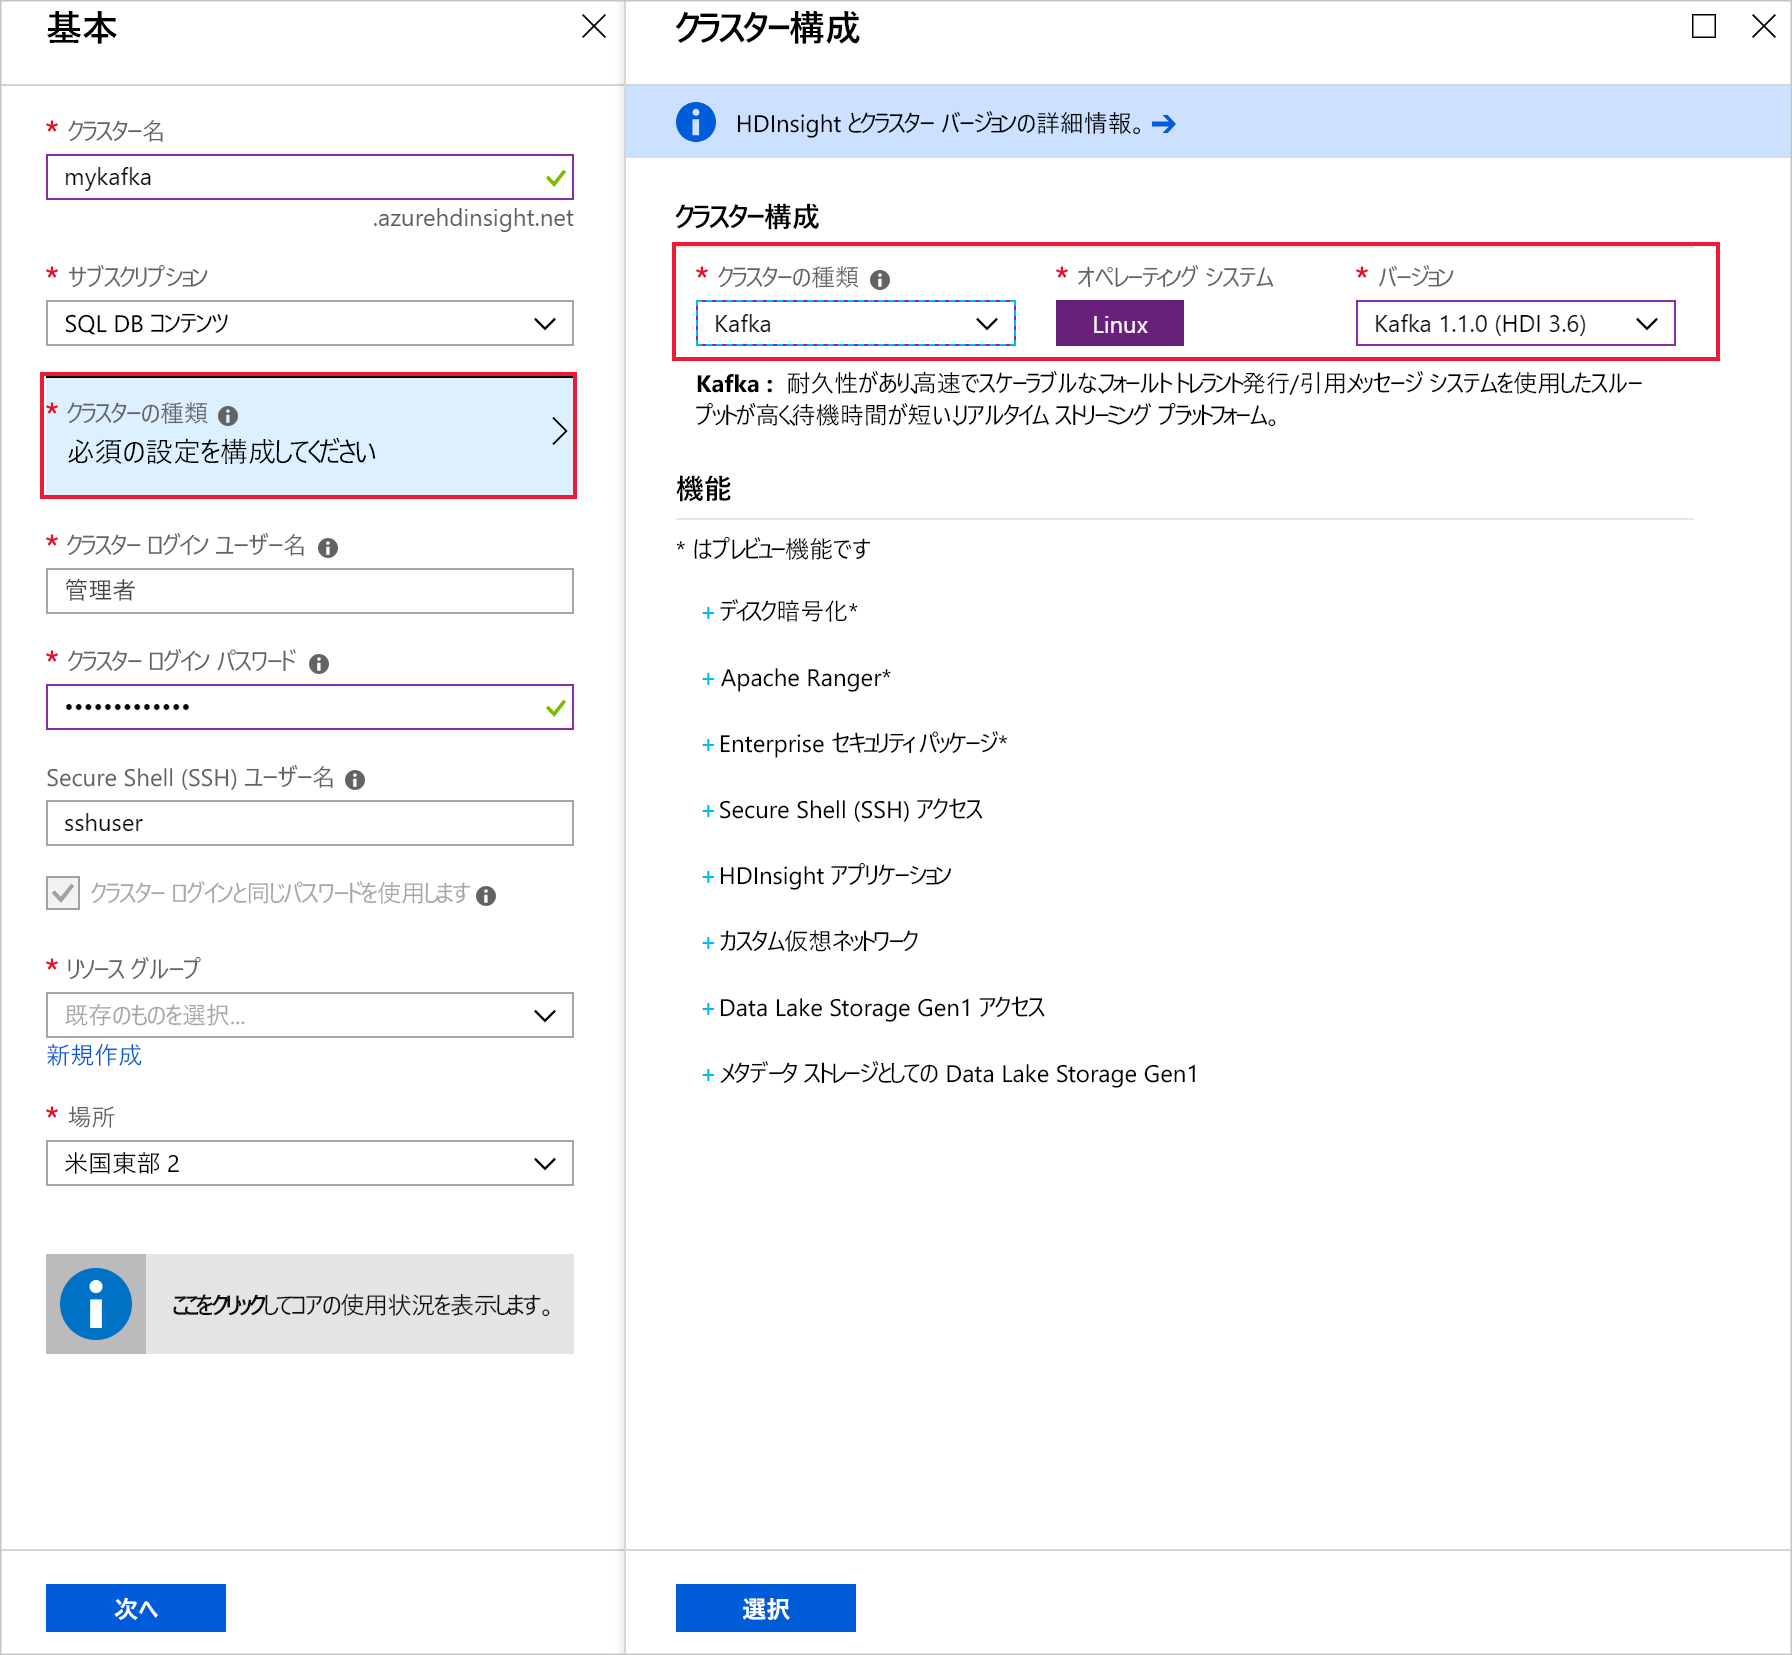 基本
* クラスター名
mykafka
.azurehdinsight.net
* サブスクリプション
SQL DB コンテンツ
* クラスターの種類
必須の設定を構成してください
* クラスター ログイン ユーザー名
管理者
* クラスター ログイン パスワード
•••••••••••••
Secure Shell (SSH) ユーザー名
sshuser
クラスター ログインと同じパスワードを使用します
* リソース グループ
既存のものを選択...
新規作成
* 場所
米国東部 2
ここをクリックしてコアの使用状況を表示します。
次へ
クラスター構成
HDInsight とクラスター バージョンの詳細情報。
クラスター構成
* クラスターの種類
Kafka
* オペレーティング システム
Linux
* バージョン
Kafka 1.1.0 (HDI 3.6)
Kafka : 耐久性があり、高速でスケーラブルな、フォールト トレラント発行/引用メッセージ システムを使用したスルー
プットが高く、待機時間が短い、リアルタイム ストリーミング プラットフォーム。
機能
* はプレビュー機能です
+ ディスク暗号化*
+ Apache Ranger*
+ Enterprise セキュリティ パッケージ*
+ Secure Shell (SSH) アクセス
+ HDInsight アプリケーション
+ カスタム仮想ネットワーク
+ Data Lake Storage Gen1 アクセス
+ メタデータ ストレージとしての Data Lake Storage Gen1
選択